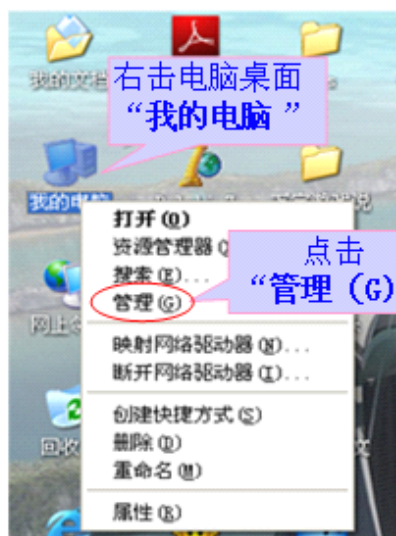 我的文档
右击电脑桌面
“我的电脑 ”
我的电脑
打开(O)
资源管理器(
搜索(E)...
管理(G)
点击
“管理（G）
网上
映射网络驱动器(N)...
断开网络驱动器(I)...
创建快捷方式(S)
回收
删除(D)
重命名(M)
属性(R)